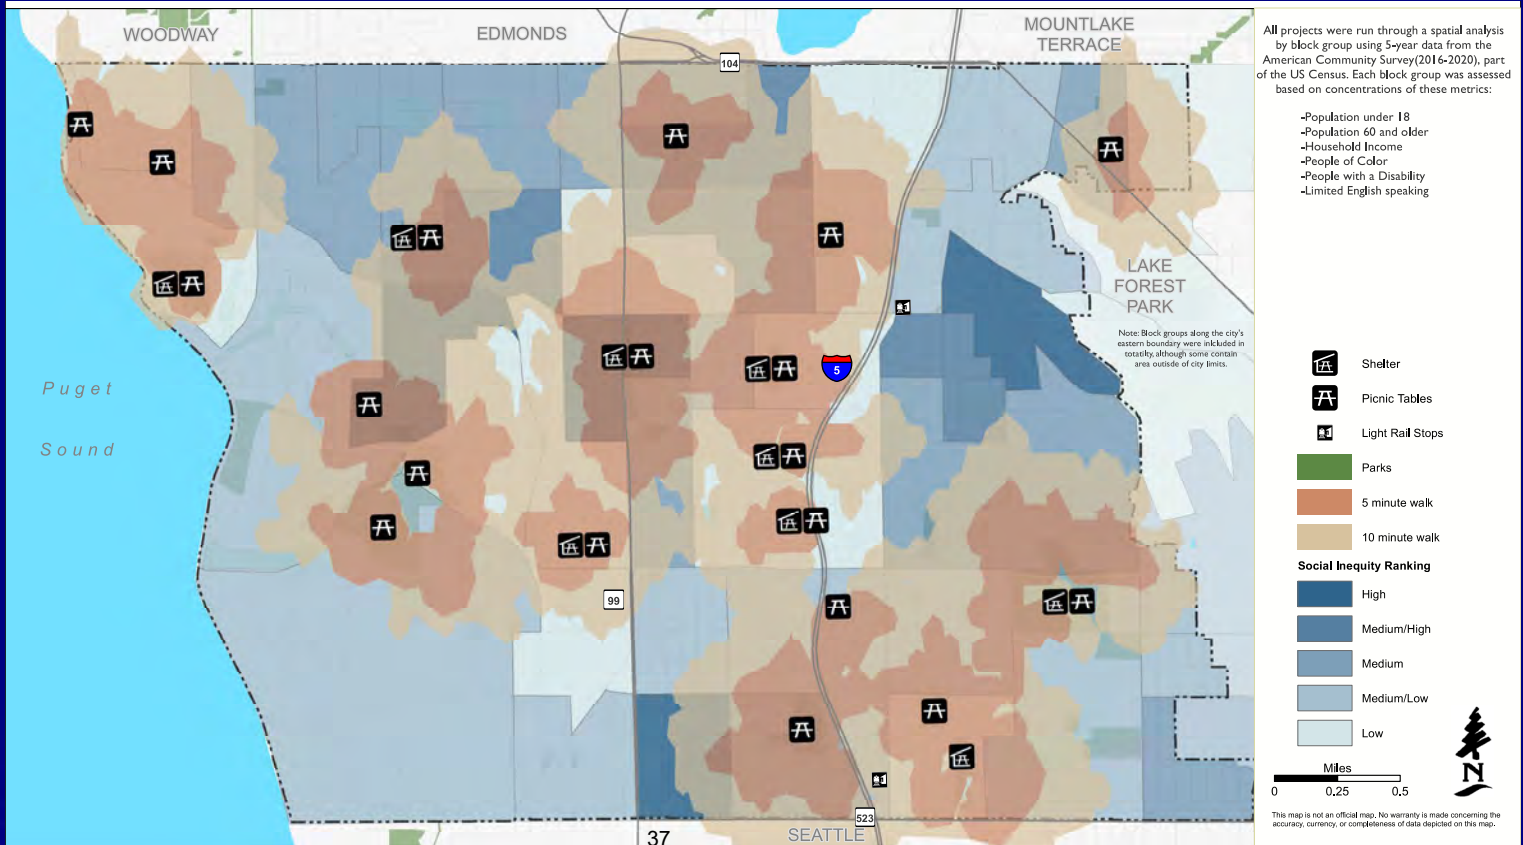 WOODWAY
EDMONDS
MOUNTLAKE
TERRACE
104
LAKE
FOREST
PARK
Note: Block groups along the city's
eastern boundary were inlcluded in
totatlty, although some contain
area outisde of city limits.
5
Puget
Sound
99
523
SEATTLE
37
All projects were run through a spatial analysis
by block group using 5-year data from the
American Community Survey(2016-2020), part
of the US Census. Each block group was assessed
based on concentrations of these metrics:
-Population under 18
-Population 60 and older
-Household Income
-People of Color
-People with a Disability
-Limited English speaking
Shelter
Picnic Tables
Light Rail Stops
Parks
5 minute walk
10 minute walk
Social Inequity Ranking
High
Medium/High
Medium
Medium/Low
Low
N
Miles
0 0.25 0.5
This map is not an official map. No warranty is made concerning the
accuracy, currency, or completeness of data depicted on this map.